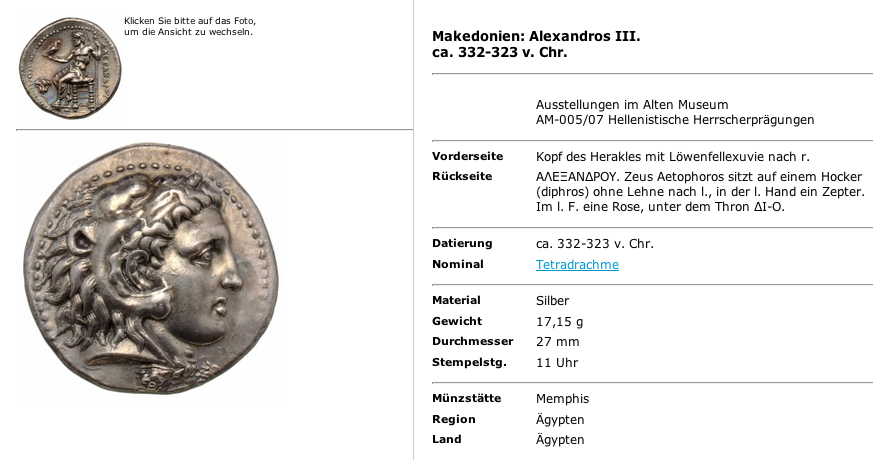 Klicken Sie bitte auf das Foto,
um die Ansicht zu wechseln.
Makedonien: Alexandros III.
ca. 332-323 v. Chr.
Ausstellungen im Alten Museum
AM-005/07 Hellenistische Herrscherprägungen
Vorderseite Kopf des Herakles mit Löwenfellexuvie nach r.
Rückseite ΑΛΕΞΑΝΔΡΟΥ. Zeus Aetophoros sitzt auf einem Hocker
(diphros) ohne Lehne nach l., in der l. Hand ein Zepter.
Im l. F. eine Rose, unter dem Thron ΔΙ-Ο.
Datierung ca. 332-323 v. Chr.
Nominal Tetradrachme
Material Silber
Gewicht 17,15 g
Durchmesser 27 mm
Stempelstg. 11 Uhr
Münzstätte Memphis
Region Ägypten
Land Ägypten